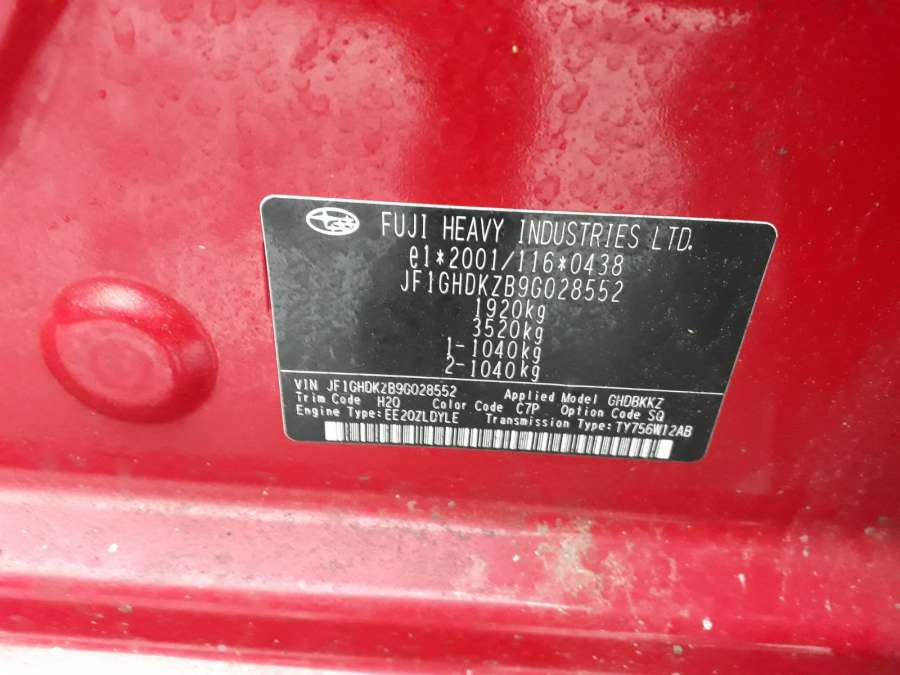 FUJI HEAVY INDUSTRIES LTD.
e1*2001/116*0438
JF1GHDKZB9G028552
1920kg
3520kg
1-1040kg
2-1040kg
VIN JF1GHDKZB9G028552 Applied Model GHDBKKZ
Trim Code H20 Color Code C7P Option Code SQ
Engine Type:EE20ZLDYLE Transmission Type:TY756W12AB